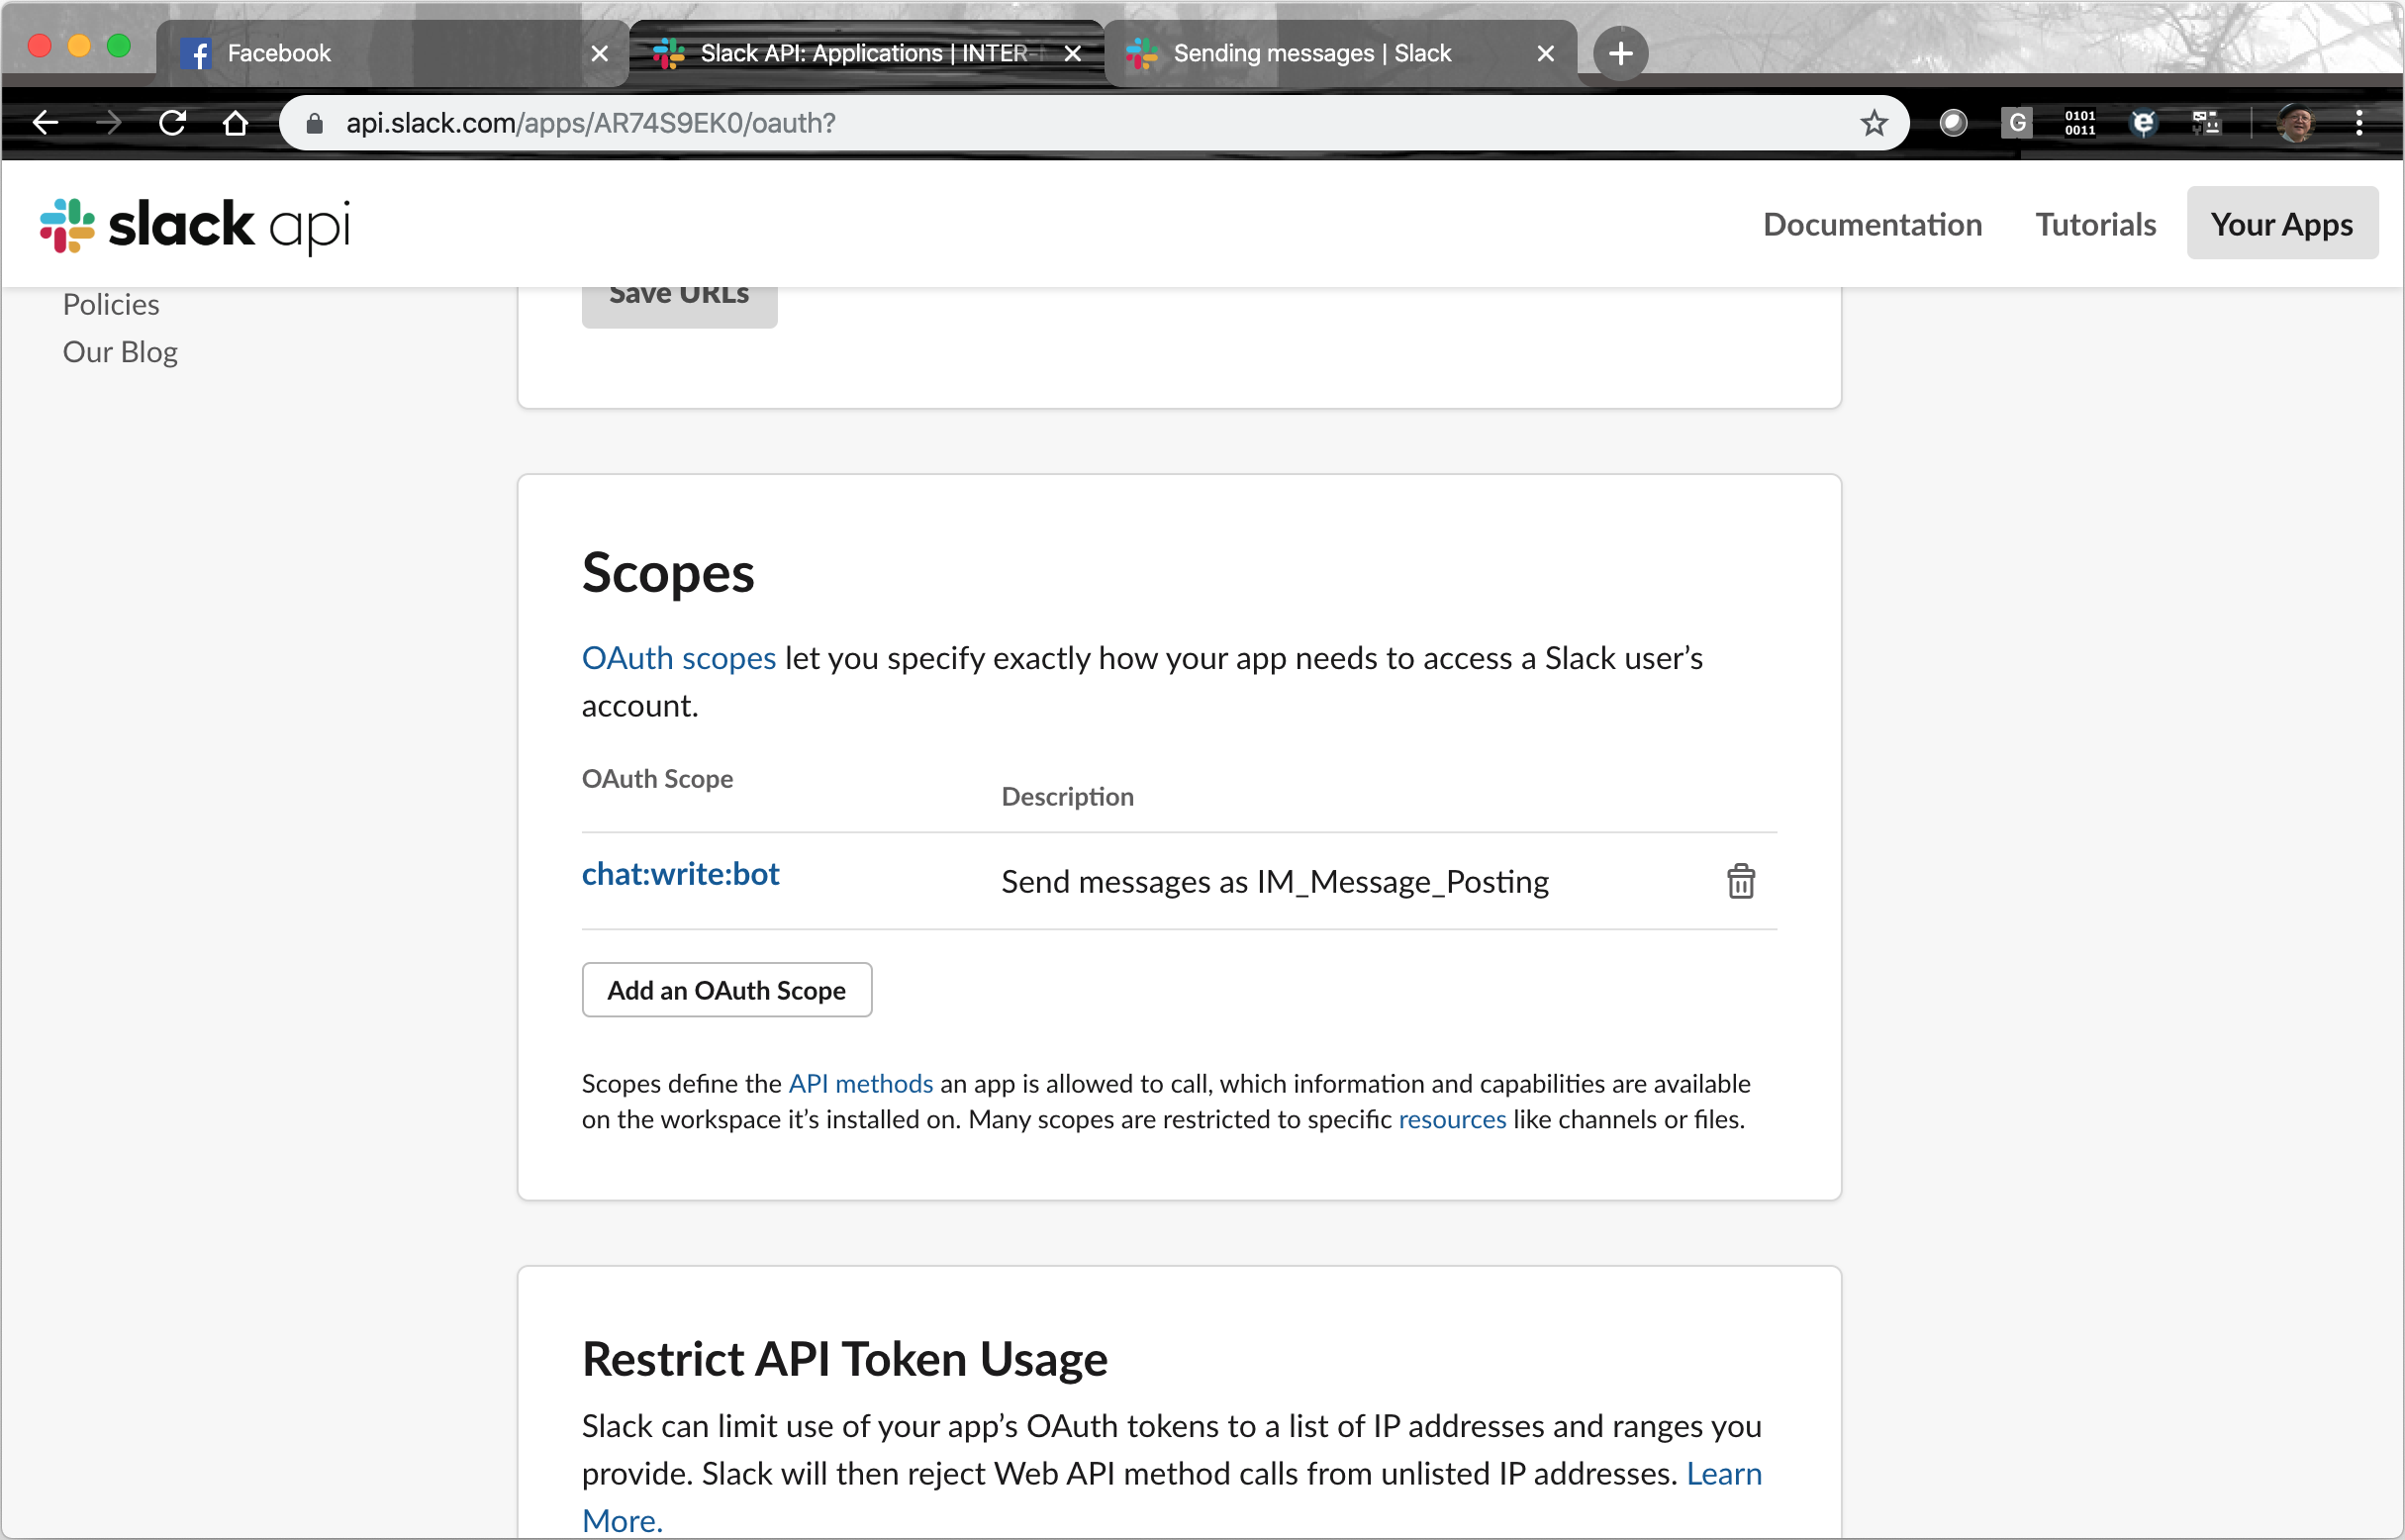 Facebook
Slack API: Applications | INTER-
Sending messages | Slack
api.slack.com/apps/AR74S9EK0/oauth?
G
0101
0011
slack api
Documentation
Tutorials
Your Apps
Policies
Our Blog
Save URLs
Scopes
OAuth scopes let you specify exactly how your app needs to access a Slack user’s
account.
OAuth Scope
Description
chat:write:bot
Send messages as IM_Message_Posting
Add an OAuth Scope
Scopes define the API methods an app is allowed to call, which information and capabilities are available
on the workspace it’s installed on. Many scopes are restricted to specific resources like channels or files.
Restrict API Token Usage
Slack can limit use of your app’s OAuth tokens to a list of IP addresses and ranges you
provide. Slack will then reject Web API method calls from unlisted IP addresses. Learn
More.